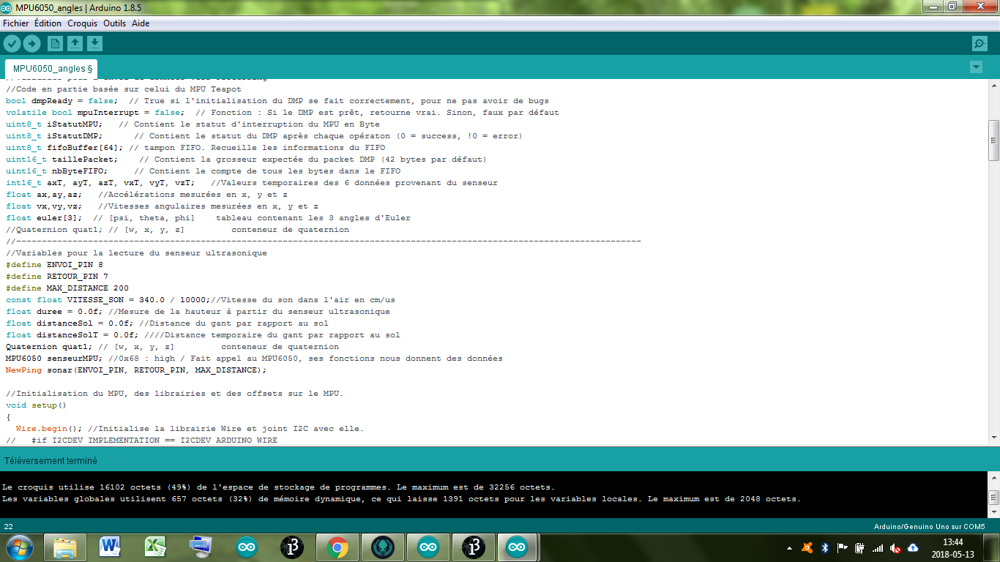 MPU6050_angles | Arduino 1.8.5
Fichier Édition Croquis Outils Aide
MPU6050_angles §
//Code en partie basée sur celui du MPU Teapot
bool dmpReady = false;  // True si l'initialisation du DMP se fait correctement, pour ne pas avoir de bugs
volatile bool mpuInterrupt = false;  // Fonction : Si le DMP est prêt, retourne vrai. Sinon, faux par défaut
uint8_t iStatutMPU;   // Contient le statut d'interruption du MPU en Byte
uint8_t iStatutDMP;      // Contient le statut du DMP après chaque opératon (0 = success, !0 = error)
uint8_t fifoBuffer[64]; // tampon FIFO. Recueille les informations du FIFO
uint16_t taillePacket;    // Contient la grosseur expectée du packet DMP (42 bytes par défaut)
uint16_t nbByteFIFO;     // Contient le compte de tous les bytes dans le FIFO
int16_t axT, ayT, azT, vxT, vyT, vzT;   //Valeurs temporaires des 6 données provenant du senseur
float ax,ay,az;   //Accélérations mesurées en x, y et z
float vx,vy,vz;   //Vitesses angulaires mesurées en x, y et z
float euler[3];  // [psi, theta, phi]    tableau contenant les 3 angles d'Euler
//Quaternion quat1; // [w, x, y, z]         conteneur de quaternion
//--------------------------------------------------------------------------------------------------------------------------
//Variables pour la lecture du senseur ultrasonique
#define ENVOI_PIN 8
#define RETOUR_PIN 7
#define MAX_DISTANCE 200
const float VITESSE_SON = 340.0 / 10000;//Vitesse du son dans l'air en cm/us
float duree = 0.0f; //Mesure de la hauteur à partir du senseur ultrasonique
float distanceSol = 0.0f; //Distance du gant par rapport au sol
float distanceSolT = 0.0f; ////Distance temporaire du gant par rapport au sol
Quaternion quat1; // [w, x, y, z]         conteneur de quaternion
MPU6050 senseurMPU; //0x68 : high / Fait appel au MPU6050, ses fonctions nous donnent des données
NewPing sonar(ENVOI_PIN, RETOUR_PIN, MAX_DISTANCE);
//Initialisation du MPU, des librairies et des offsets sur le MPU.
void setup()
{
Wire.begin(); //Initialise la librairie Wire et joint I2C avec elle.
//   #if I2CDEV_IMPLEMENTATION == I2CDEV_ARDUINO_WIRE
Téléversement terminé
Le croquis utilise 16102 octets (49%) de l'espace de stockage de programmes. Le maximum est de 32256 octets.
Les variables globales utilisent 657 octets (32%) de mémoire dynamique, ce qui laisse 1391 octets pour les variables locales. Le maximum est de 2048 octets.
22 Arduino/Genuino Uno sur COM5
13:44
2018-05-13